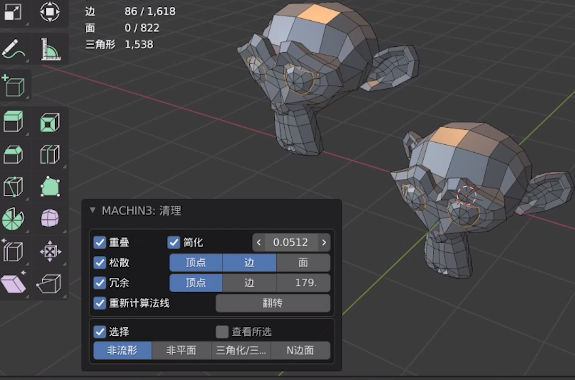 边 86 / 1,618
面 0 / 822
三角形 1,538
MACHIN3: 清理
重叠 简化 0.0512
松散 顶点 边 面
冗余 顶点 边 179.
重新计算法线 翻转
选择 查看所选
非流形 非平面 三角化/三... N边面